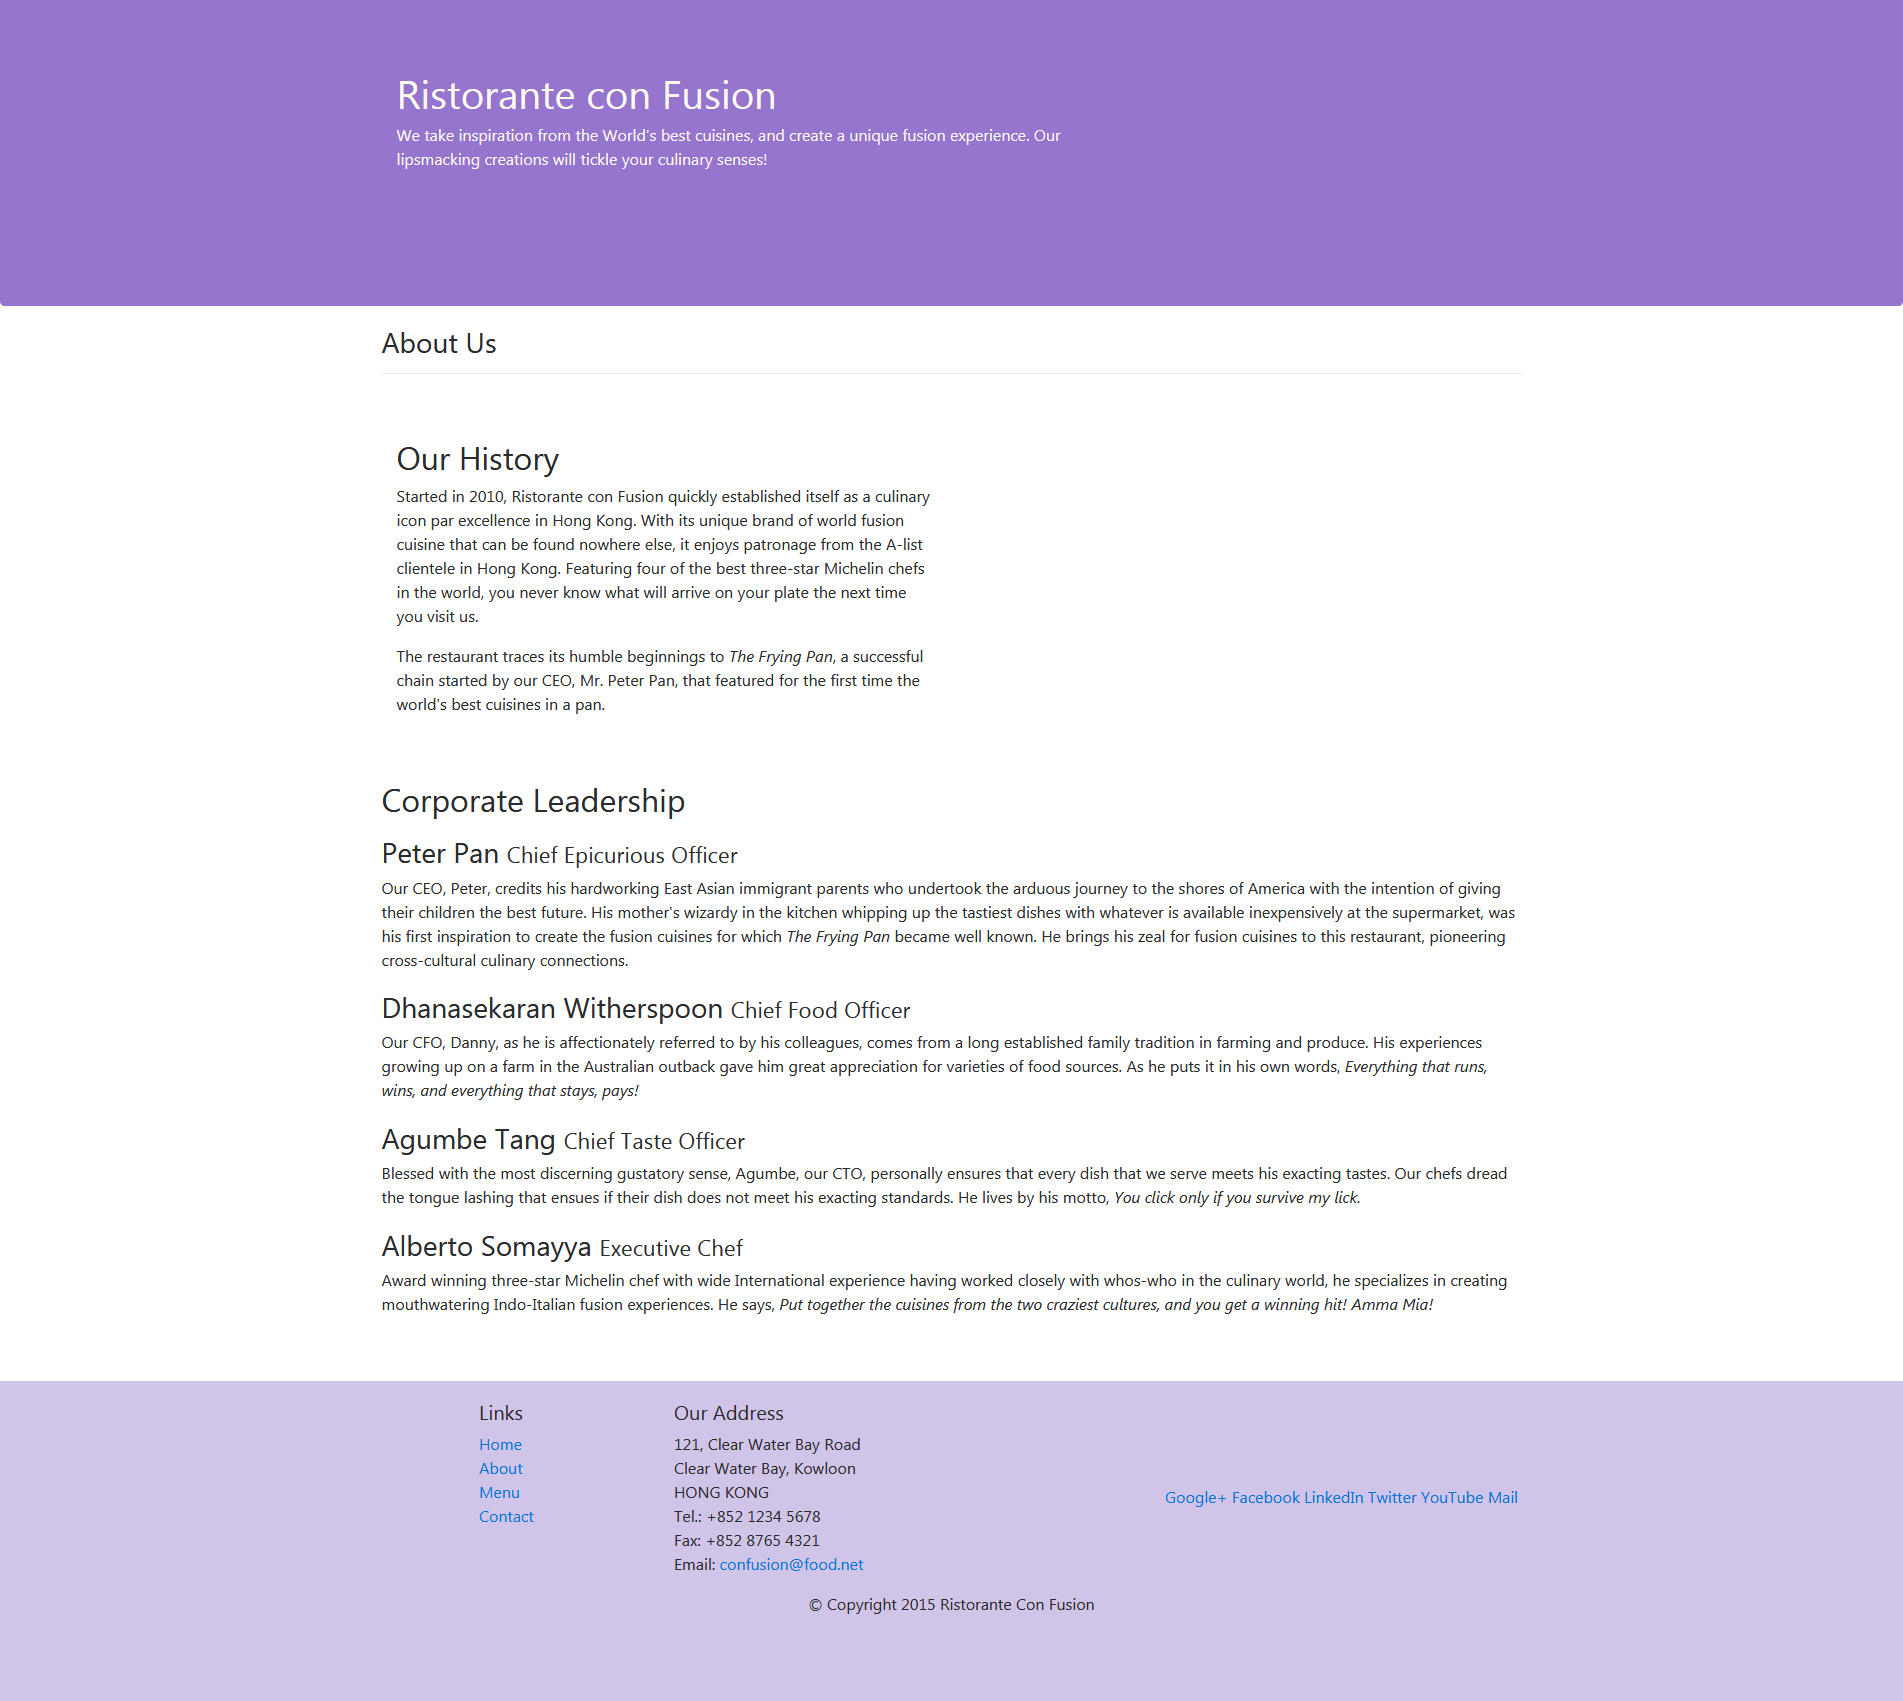 Ristorante con Fusion
We take inspiration from the World's best cuisines, and create a unique fusion experience. Our
lipsmacking creations will tickle your culinary senses!
About Us
Our History
Started in 2010, Ristorante con Fusion quickly established itself as a culinary
icon par excellence in Hong Kong. With its unique brand of world fusion
cuisine that can be found nowhere else, it enjoys patronage from the A-list
clientele in Hong Kong. Featuring four of the best three-star Michelin chefs
in the world, you never know what will arrive on your plate the next time
you visit us.
The restaurant traces its humble beginnings to The Frying Pan, a successful
chain started by our CEO, Mr. Peter Pan, that featured for the first time the
world's best cuisines in a pan.
Corporate Leadership
Peter Pan Chief Epicurious Officer
Our CEO, Peter, credits his hardworking East Asian immigrant parents who undertook the arduous journey to the shores of America with the intention of giving
their children the best future. His mother's wizardy in the kitchen whipping up the tastiest dishes with whatever is available inexpensively at the supermarket, was
his first inspiration to create the fusion cuisines for which The Frying Pan became well known. He brings his zeal for fusion cuisines to this restaurant, pioneering
cross-cultural culinary connections.
Dhanasekaran Witherspoon Chief Food Officer
Our CFO, Danny, as he is affectionately referred to by his colleagues, comes from a long established family tradition in farming and produce. His experiences
growing up on a farm in the Australian outback gave him great appreciation for varieties of food sources. As he puts it in his own words, Everything that runs,
wins, and everything that stays, pays!
Agumbe Tang Chief Taste Officer
Blessed with the most discerning gustatory sense, Agumbe, our CTO, personally ensures that every dish that we serve meets his exacting tastes. Our chefs dread
the tongue lashing that ensues if their dish does not meet his exacting standards. He lives by his motto, You click only if you survive my lick.
Alberto Somayya Executive Chef
Award winning three-star Michelin chef with wide International experience having worked closely with whos-who in the culinary world, he specializes in creating
mouthwatering Indo-Italian fusion experiences. He says, Put together the cuisines from the two craziest cultures, and you get a winning hit! Amma Mia!
Links
Home
About
Menu
Contact
Our Address
121, Clear Water Bay Road
Clear Water Bay, Kowloon
HONG KONG
Tel.: +852 1234 5678
Fax: +852 8765 4321
Email: confusion@food.net
Google+ Facebook LinkedIn Twitter YouTube Mail
© Copyright 2015 Ristorante Con Fusion